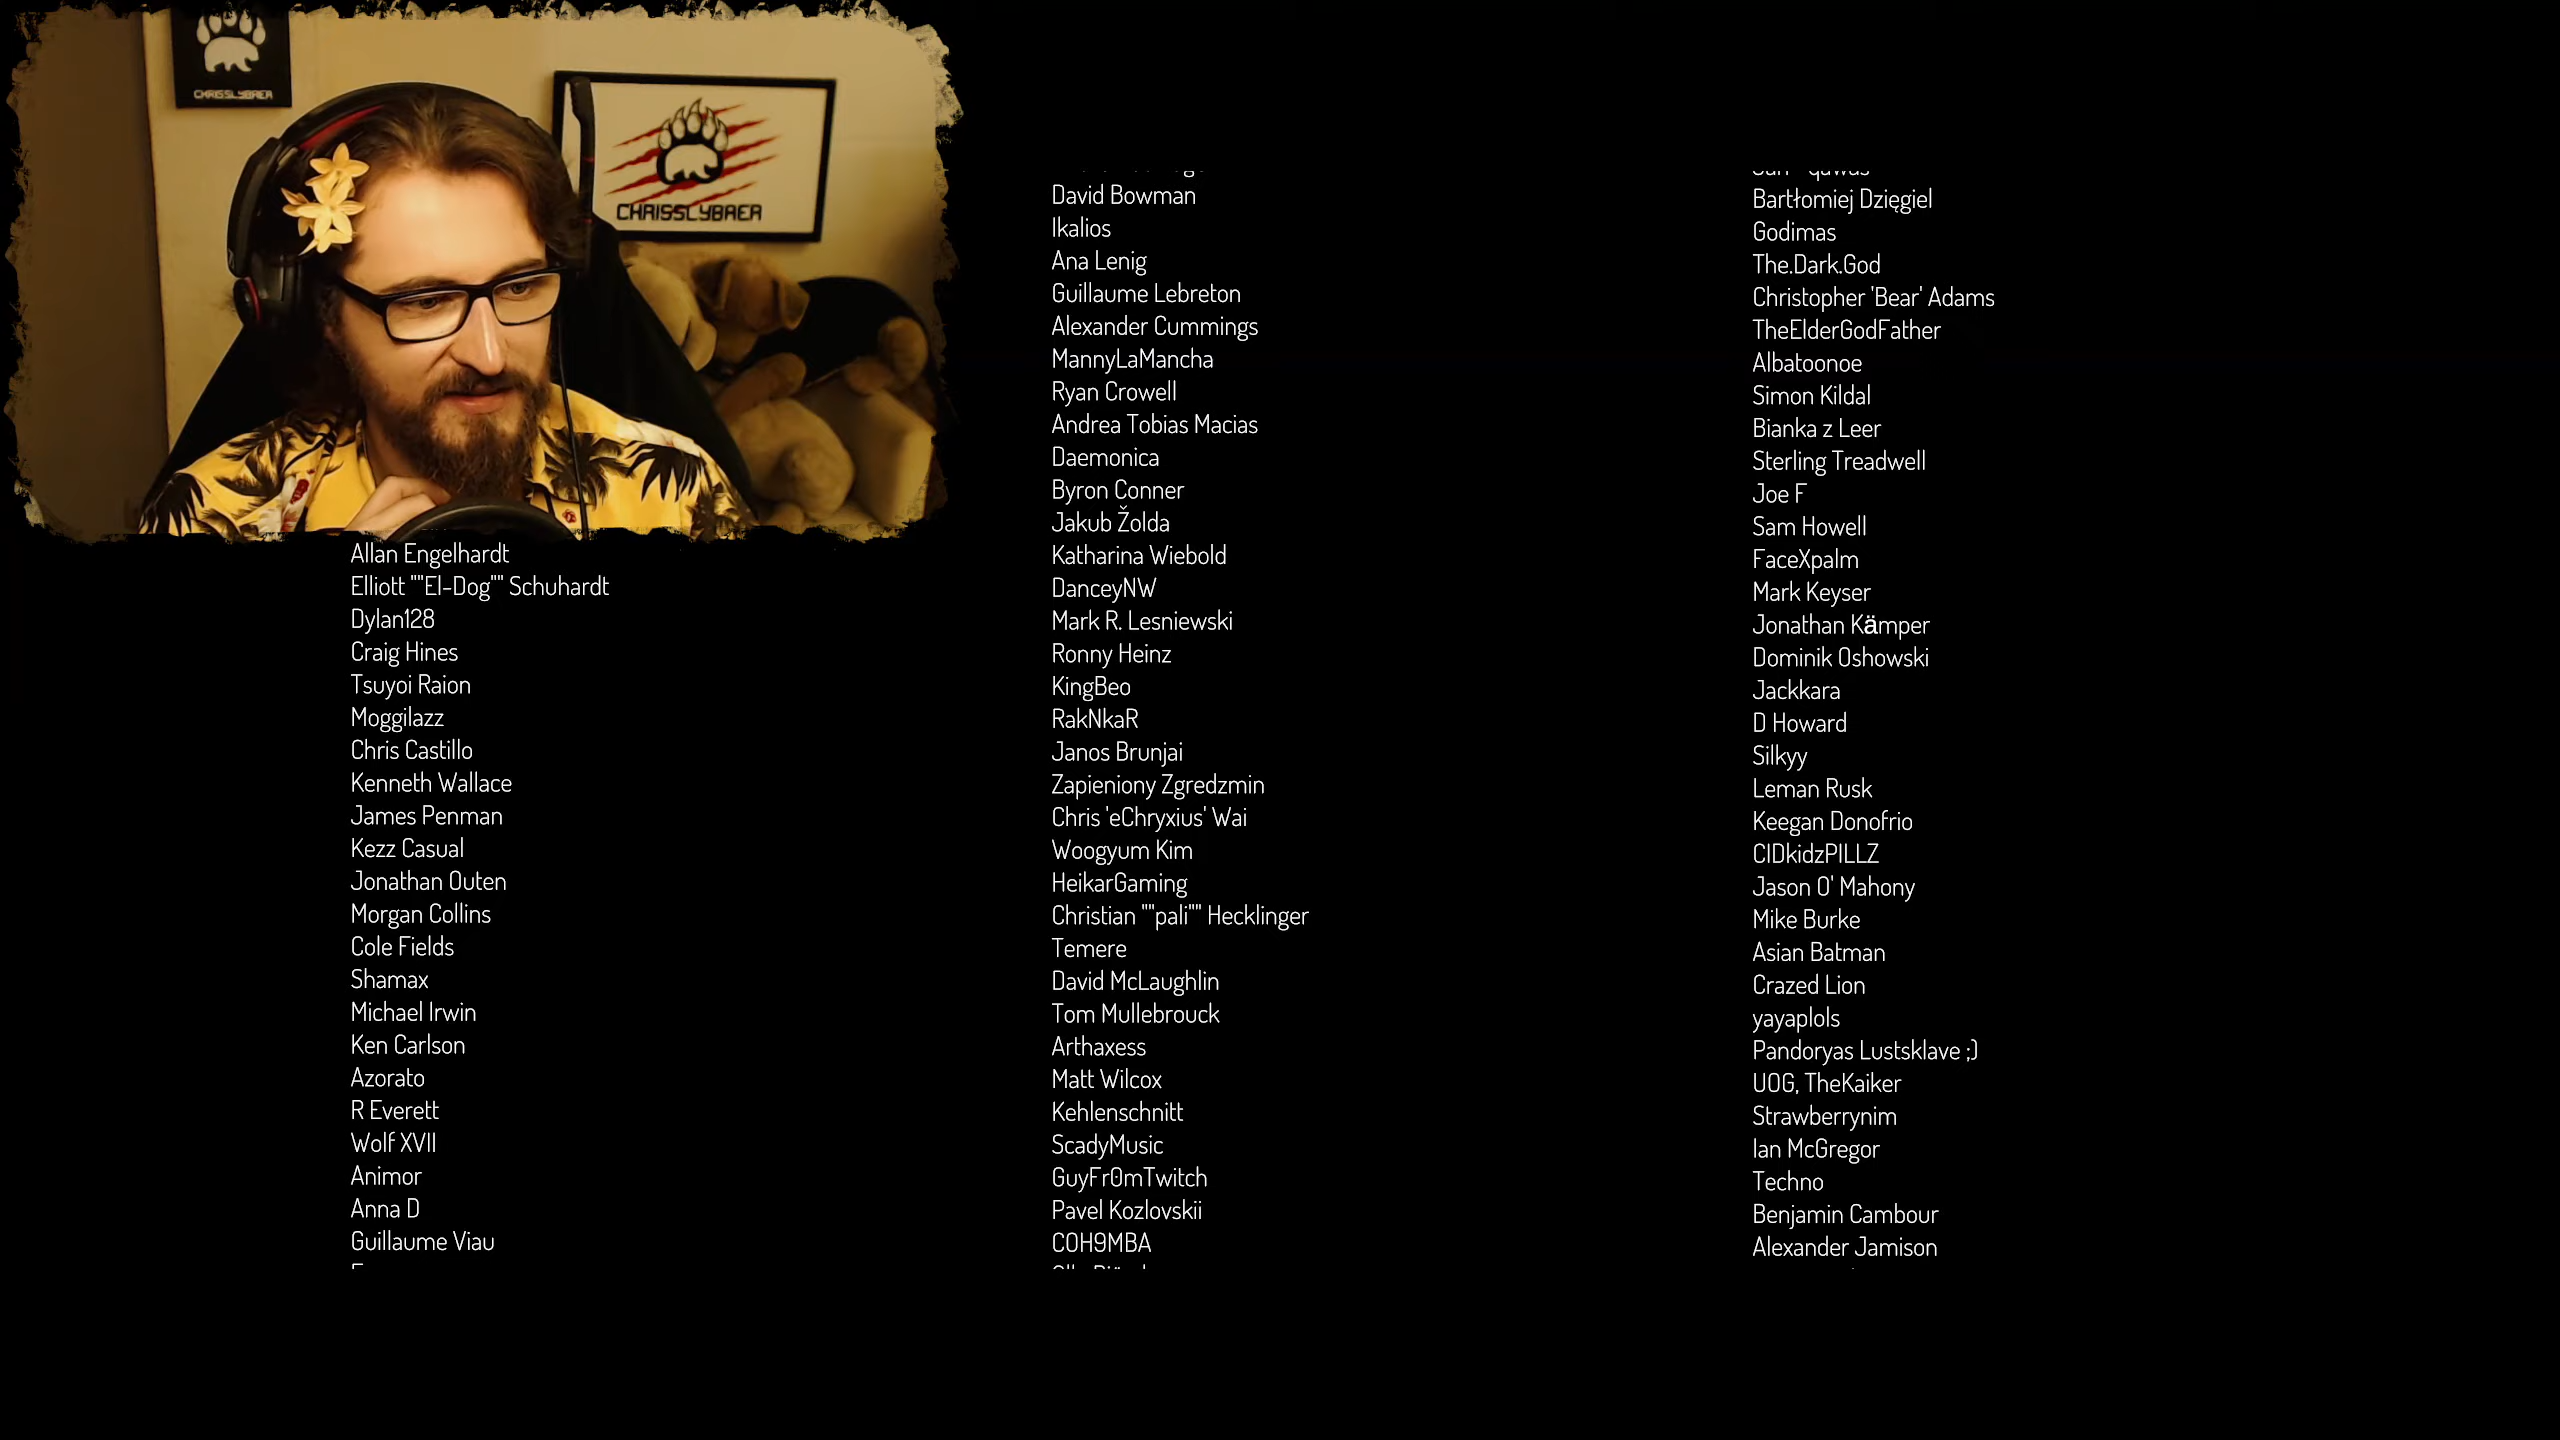 CHRISSLYBAER
CHRISSLYBAER
Allan Engelhardt
Elliott ""El-Dog"" Schuhardt
Dylan128
Craig Hines
Tsuyoi Raion
Moggilazz
Chris Castillo
Kenneth Wallace
James Penman
Kezz Casual
Jonathan Outen
Morgan Collins
Cole Fields
Shamax
Michael Irwin
Ken Carlson
Azorato
R Everett
Wolf XVII
Animor
Anna D
Guillaume Viau
David Bowman
Ikalios
Ana Lenig
Guillaume Lebreton
Alexander Cummings
MannyLaMancha
Ryan Crowell
Andrea Tobias Macias
Daemonica
Byron Conner
Jakub Žolda
Katharina Wiebold
DanceyNW
Mark R. Lesniewski
Ronny Heinz
KingBeo
RakNkaR
Janos Brunjai
Zapieniony Zgredzmin
Chris 'eChryxius' Wai
Woogyum Kim
HeikarGaming
Christian ""pali"" Hecklinger
Temere
David McLaughlin
Tom Mullebrouck
Arthaxess
Matt Wilcox
Kehlenschnitt
ScadyMusic
GuyFr0mTwitch
Pavel Kozlovskii
C0H9MBA
Bartłomiej Dzięgiel
Godimas
The.Dark.God
Christopher 'Bear' Adams
TheElderGodFather
Albatoonoe
Simon Kildal
Bianka z Leer
Sterling Treadwell
Joe F
Sam Howell
FaceXpalm
Mark Keyser
Jonathan Kämper
Dominik Oshowski
Jackkara
D Howard
Silkyy
Leman Rusk
Keegan Donofrio
CIDkidzPILLZ
Jason O' Mahony
Mike Burke
Asian Batman
Crazed Lion
yayaplols
Pandoryas Lustsklave ;)
UOG, TheKaiker
Strawberrynim
Ian McGregor
Techno
Benjamin Cambour
Alexander Jamison